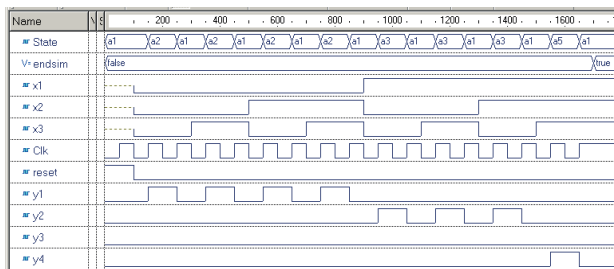 Name V S 200 400 600 800 1000 1200 1400 1600
State a1 a2 a1 a2 a1 a2 a1 a2 a1 a3 a1 a3 a1 a3 a1 a5 a1
V= endsim false true
x1
x2
x3
Clk
reset
y1
y2
y3
y4